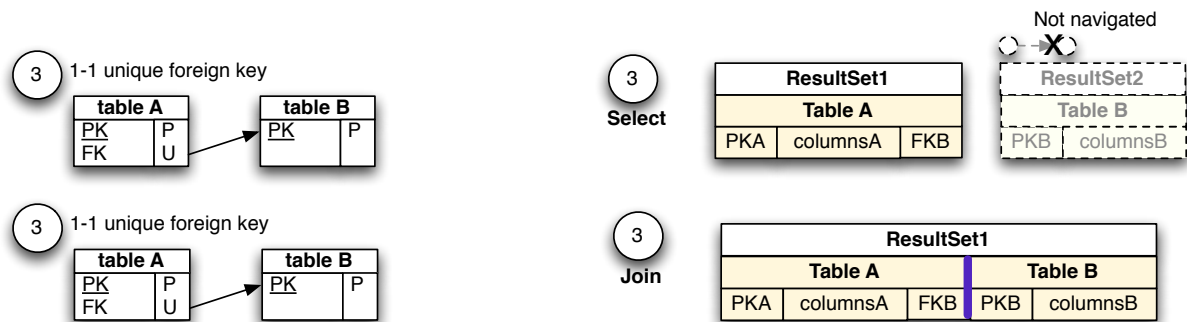 Not navigated
3
1-1 unique foreign key
table A
table B
PK
P
PK
P
FK
U
3
Select
ResultSet1
Table A
PKA
columnsA
FKB
X
ResultSet2
Table B
PKB
columnsB
3
1-1 unique foreign key
table A
table B
PK
P
PK
P
FK
U
3
Join
ResultSet1
Table A
Table B
PKA
columnsA
FKB
PKB
columnsB